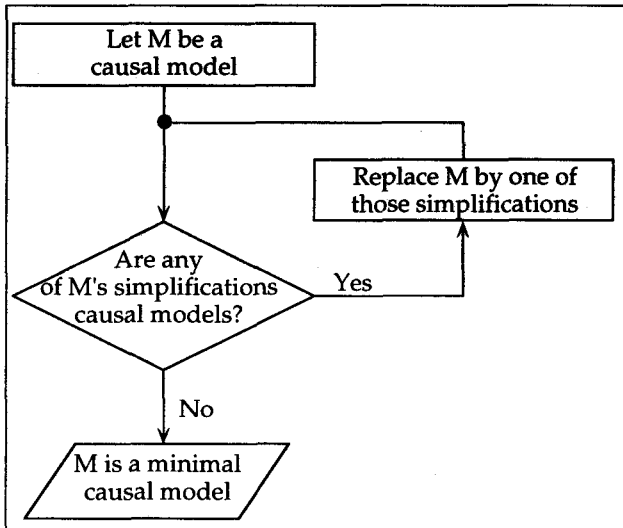 Let M be a
causal model
Replace M by one of
those simplifications
Are any
of M's simplifications
causal models?
Yes
No
M is a minimal
causal model